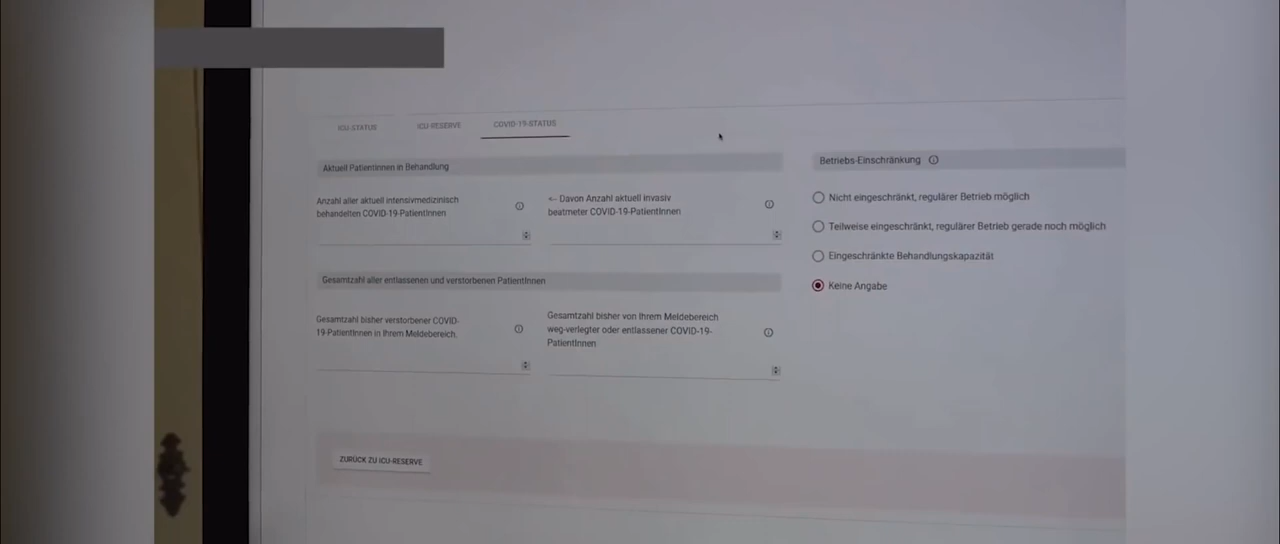 ICU-STATUS
ICU-RESERVE
COVID-19-STATUS
Aktuell PatientInnen in Behandlung
Anzahl aller aktuell intensivmedizinisch
behandelten COVID-19-PatientInnen
<-- Davon Anzahl aktuell invasiv
beatmeter COVID-19-PatientInnen
Gesamtzahl aller entlassenen und verstorbenen PatientInnen
Gesamtzahl bisher verstorbener COVID-
19-PatientInnen in Ihrem Meldebereich.
Gesamtzahl bisher von Ihrem Meldebereich
weg-verlegter oder entlassener COVID-19-
PatientInnen
Betriebs-Einschränkung
Nicht eingeschränkt, regulärer Betrieb möglich
Teilweise eingeschränkt, regulärer Betrieb gerade noch möglich
Eingeschränkte Behandlungskapazität
Keine Angabe
ZURÜCK ZU ICU-RESERVE